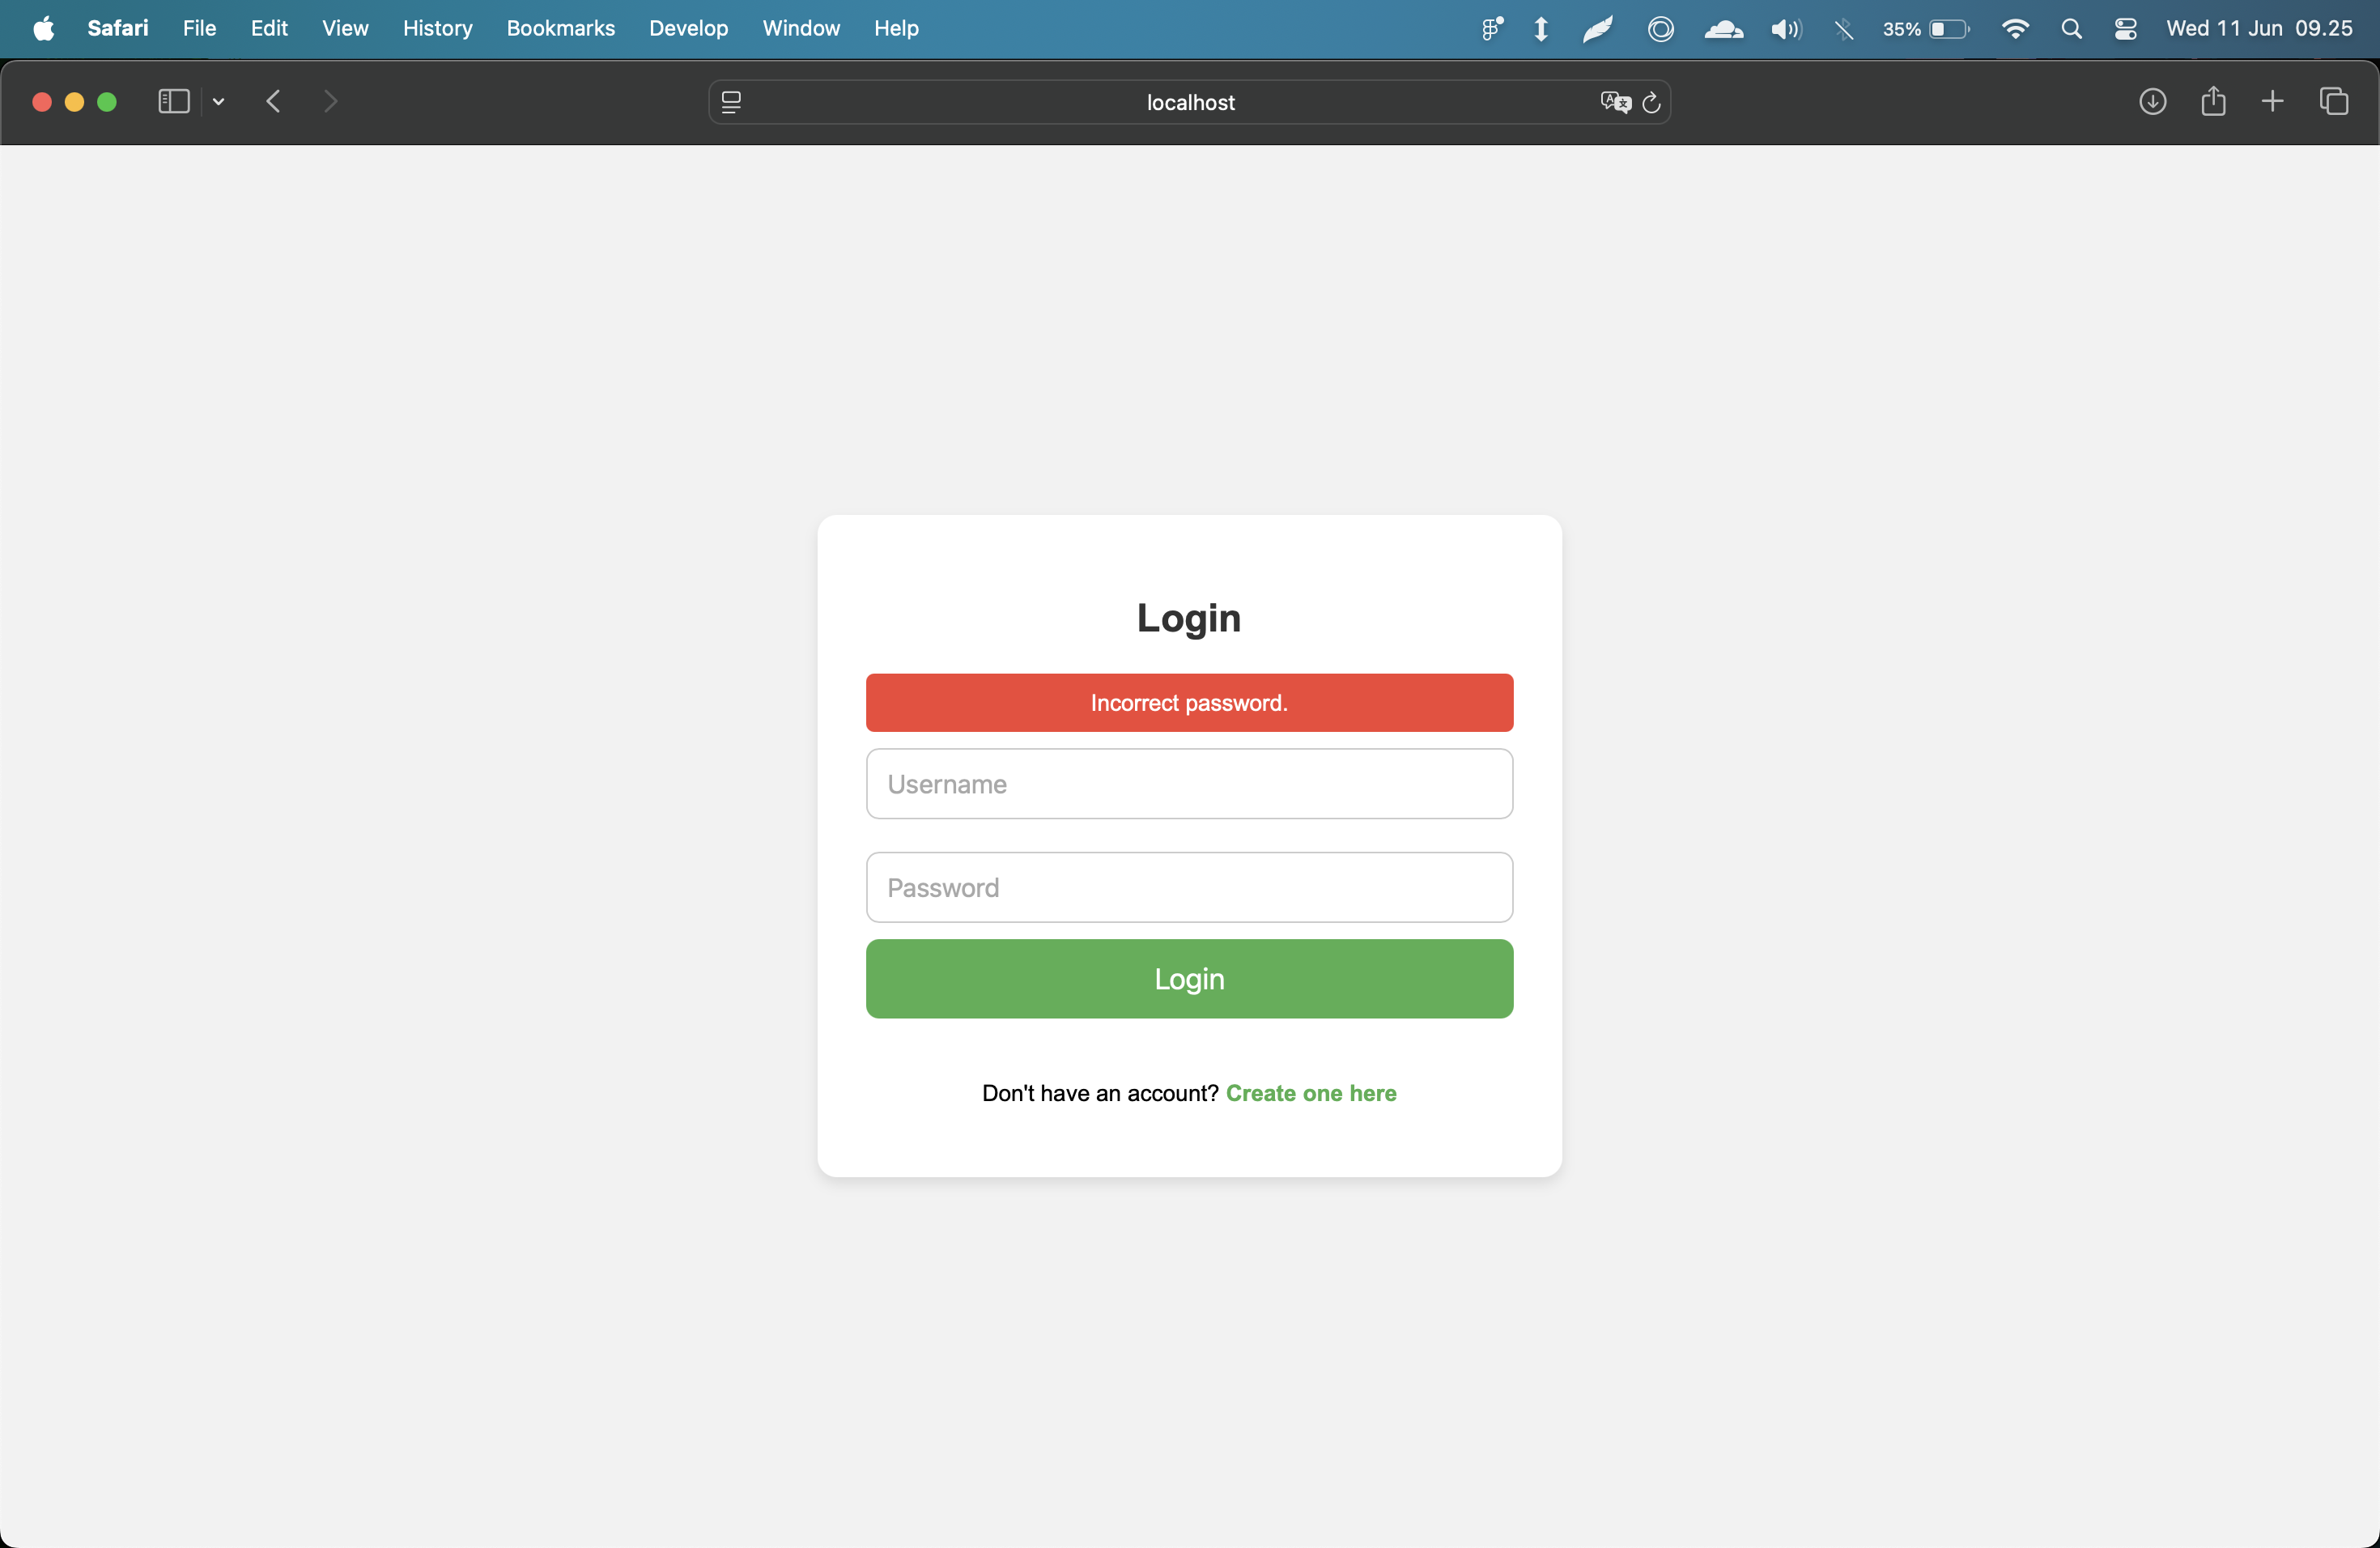 Safari File Edit View History Bookmarks Develop Window Help 35% Wed 11 Jun 09.25
localhost
Login
Incorrect password.
Username
Password
Login
Don't have an account? Create one here